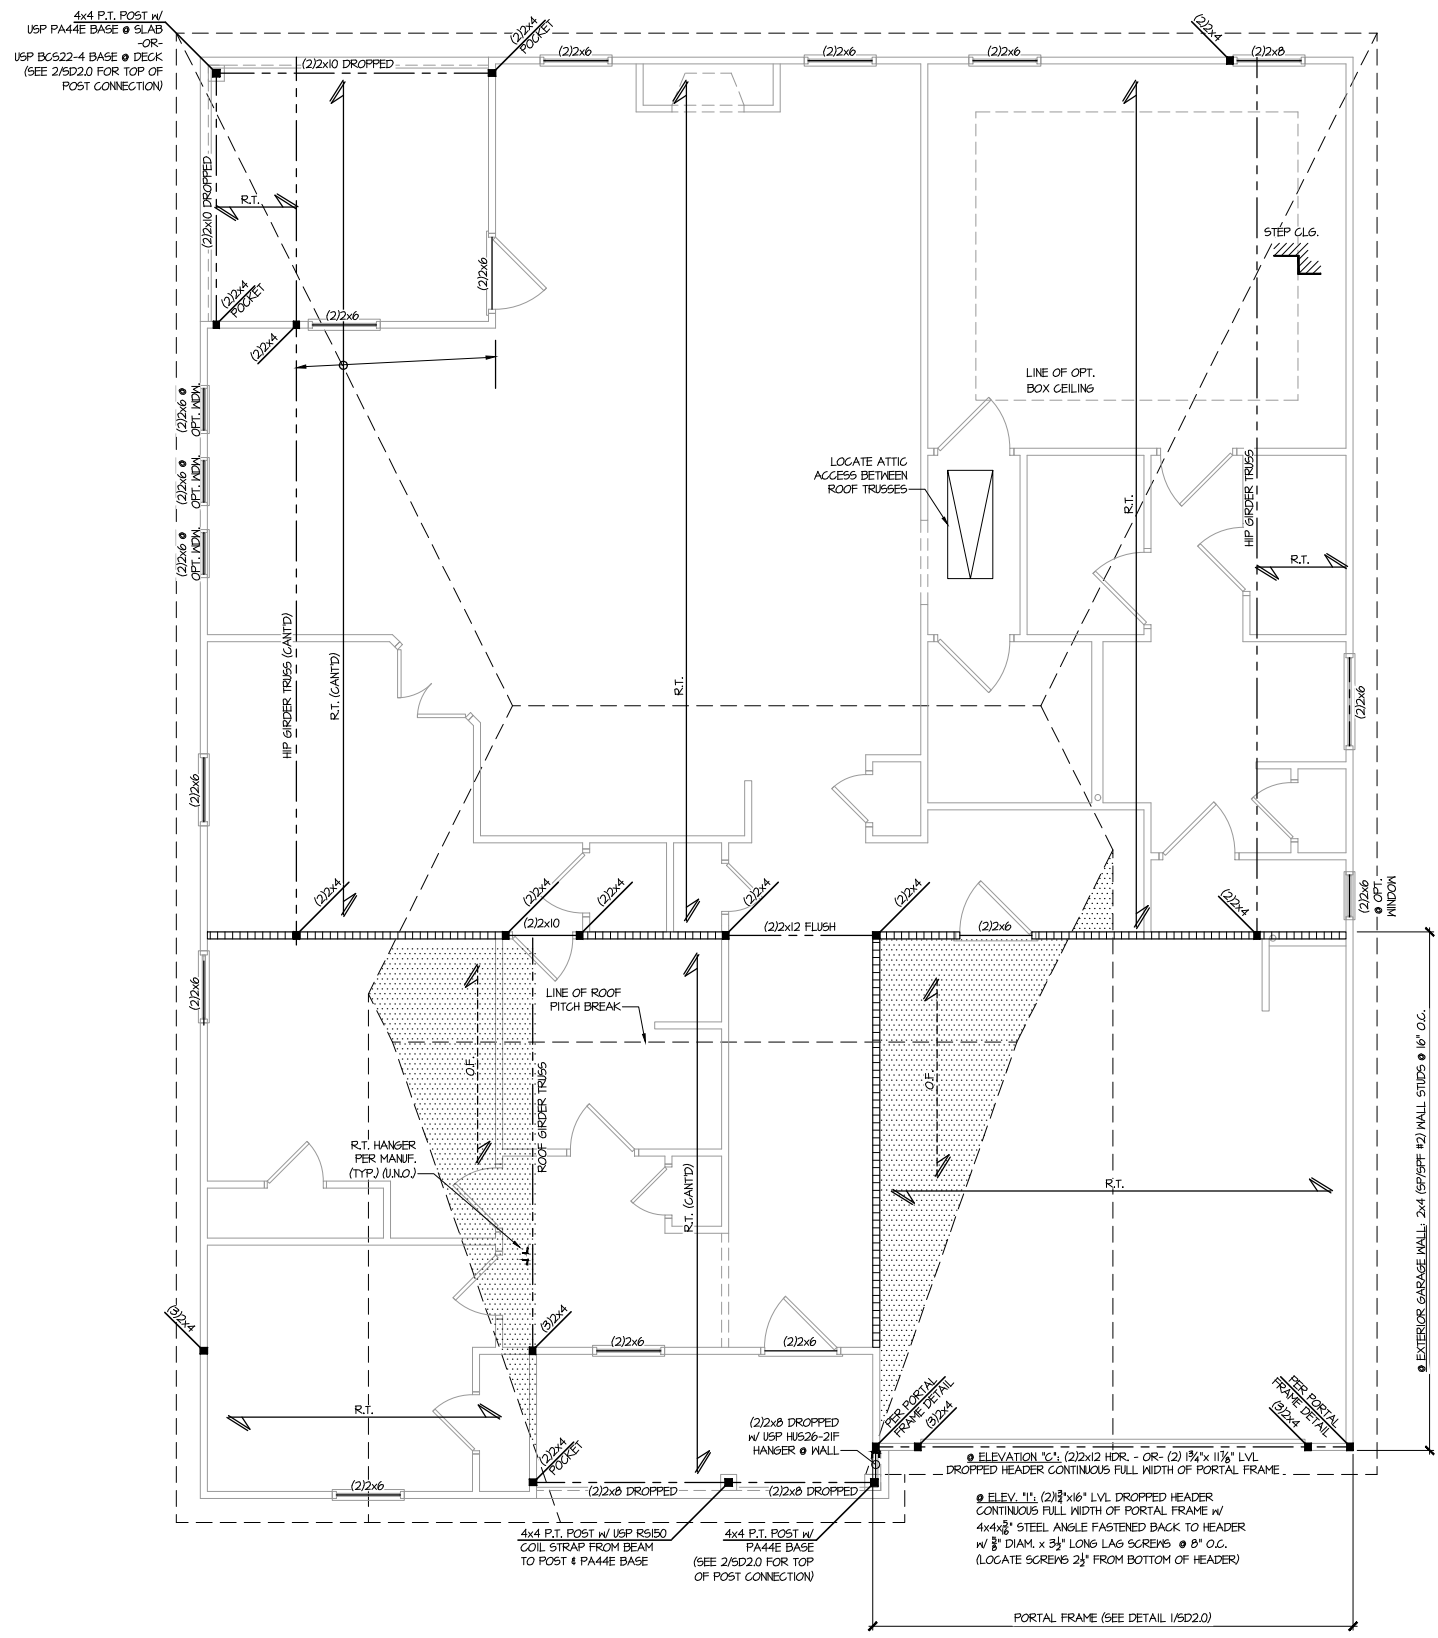 4x4 P.T. POST W/
USP PA44E BASE @ SLAB
-OR-
USP BCS22-4 BASE @ DECK
(SEE 2/SD2.0 FOR TOP OF
POST CONNECTION)
(2)2x10 DROPPED
(2)2x4
POCKET
(2)2x6
(2)2x6
(2)2x6
(2)2x4
(2)2x8
(2)2x10 DROPPED
R.T.
(2)2x4
POCKET
(2)2x6
(2)2x6
(2)2x4
STEP CLG.
LINE OF OPT.
BOX CEILING
(2)2x6 @
OPT. WDW.
(2)2x6 @
OPT. WDW.
(2)2x6 @
OPT. WDW.
LOCATE ATTIC
ACCESS BETWEEN
ROOF TRUSSES
R.T.
HIP GIRDER TRUSS
R.T.
HIP GIRDER TRUSS (CANT'D)
R.T. (CANT'D)
R.T.
(2)2x6
(2)2x6
(2)2x6
@ OPT.
WINDOW
(2)2x4
(2)2x4
(2)2x10
(2)2x4
(2)2x4
(2)2x12 FLUSH
(2)2x4
(2)2x6
(2)2x4
(2)2x6
LINE OF ROOF
PITCH BREAK
O.F.
ROOF GIRDER TRUSS
O.F.
R.T. HANGER
PER MANUF.
(TYP.) (U.N.O.)
R.T. (CANT'D)
R.T.
@ EXTERIOR GARAGE WALL: 2x4 (SP/SPF #2) WALL STUDS @ 16" O.C.
(3)2x4
(3)2x4
(2)2x6
(2)2x6
R.T.
PER PORTAL
FRAME DETAIL
(3)2x4
PER PORTAL
FRAME DETAIL
(3)2x4
(2)2x8 DROPPED
W/ USP HUS26-2IF
HANGER @ WALL
(2)2x4
POCKET
(2)2x6
(2)2x8 DROPPED
(2)2x8 DROPPED
@ ELEVATION "C": (2)2x12 HDR. - OR- (2) 1¾"x 11⅞" LVL
DROPPED HEADER CONTINUOUS FULL WIDTH OF PORTAL FRAME
@ ELEV. "1": (2)1¾"x16" LVL DROPPED HEADER
CONTINUOUS FULL WIDTH OF PORTAL FRAME W/
4x4x5/16" STEEL ANGLE FASTENED BACK TO HEADER
W/ ⅝" DIAM. x 3½" LONG LAG SCREWS @ 8" O.C.
(LOCATE SCREWS 2½" FROM BOTTOM OF HEADER)
4x4 P.T. POST W/ USP RS150
COIL STRAP FROM BEAM
TO POST & PA44E BASE
4x4 P.T. POST W/
PA44E BASE
(SEE 2/SD2.0 FOR TOP
OF POST CONNECTION)
PORTAL FRAME (SEE DETAIL 1/SD2.0)